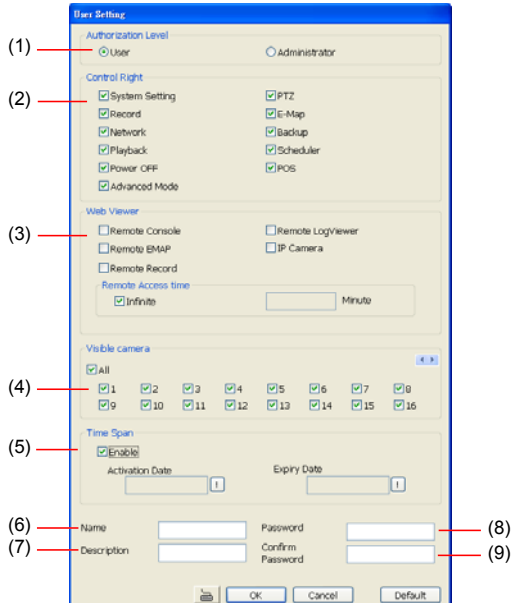 User Setting
Authorization Level
(1)
User
Administrator
Control Right
(2)
System Setting
PTZ
Record
E-Map
Network
Backup
Playback
Scheduler
Power OFF
POS
Advanced Mode
Web Viewer
(3)
Remote Console
Remote LogViewer
Remote EMAP
IP Camera
Remote Record
Remote Access time
Infinite
Minute
Visible camera
All
(4)
1 2 3 4 5 6 7 8
9 10 11 12 13 14 15 16
Time Span
(5)
Enable
Activation Date
Expiry Date
! !
(6)
Name
Password
(8)
(7)
Description
Confirm
Password
(9)
OK Cancel Default